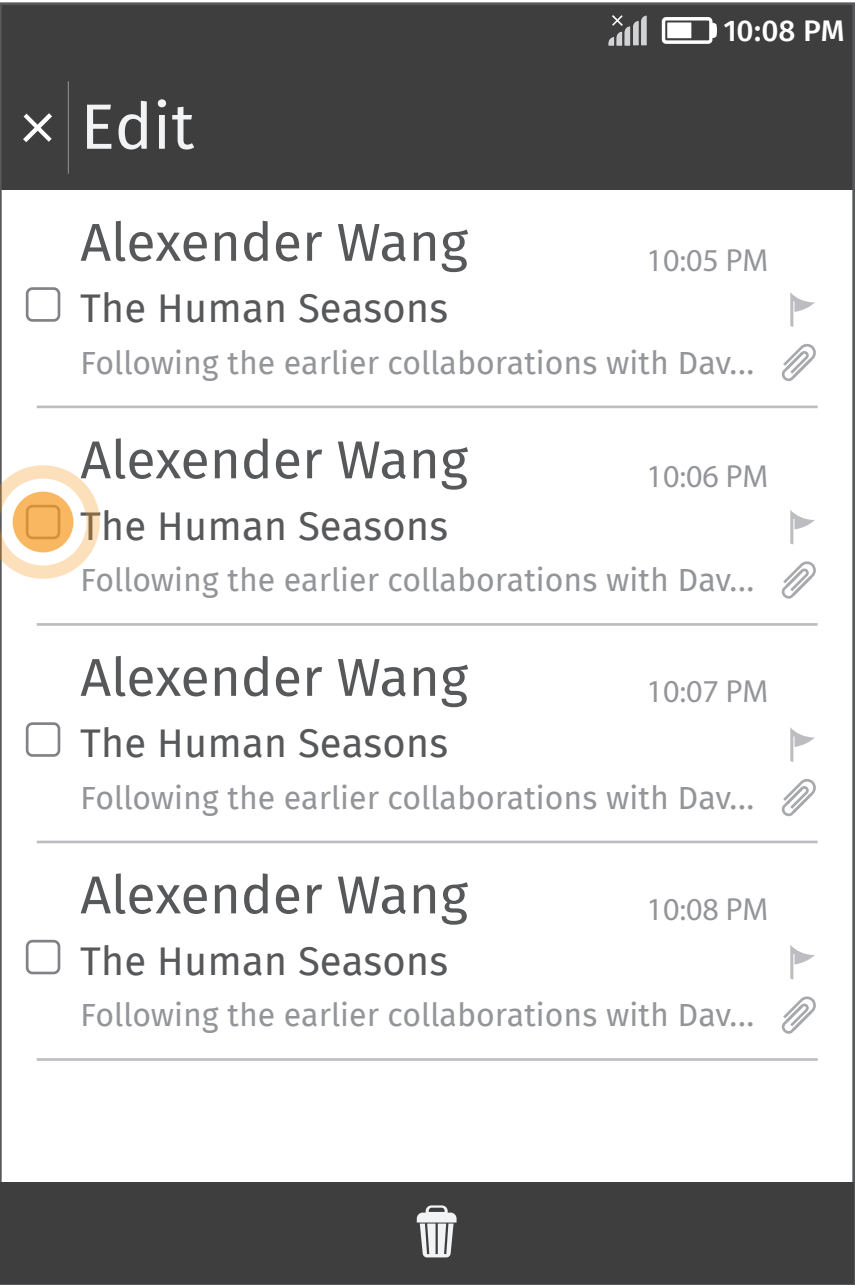 10:08 PM
Edit
Alexender Wang
10:05 PM
The Human Seasons
Following the earlier collaborations with Dav...
Alexender Wang
10:06 PM
The Human Seasons
Following the earlier collaborations with Dav...
Alexender Wang
10:07 PM
The Human Seasons
Following the earlier collaborations with Dav...
Alexender Wang
10:08 PM
The Human Seasons
Following the earlier collaborations with Dav...